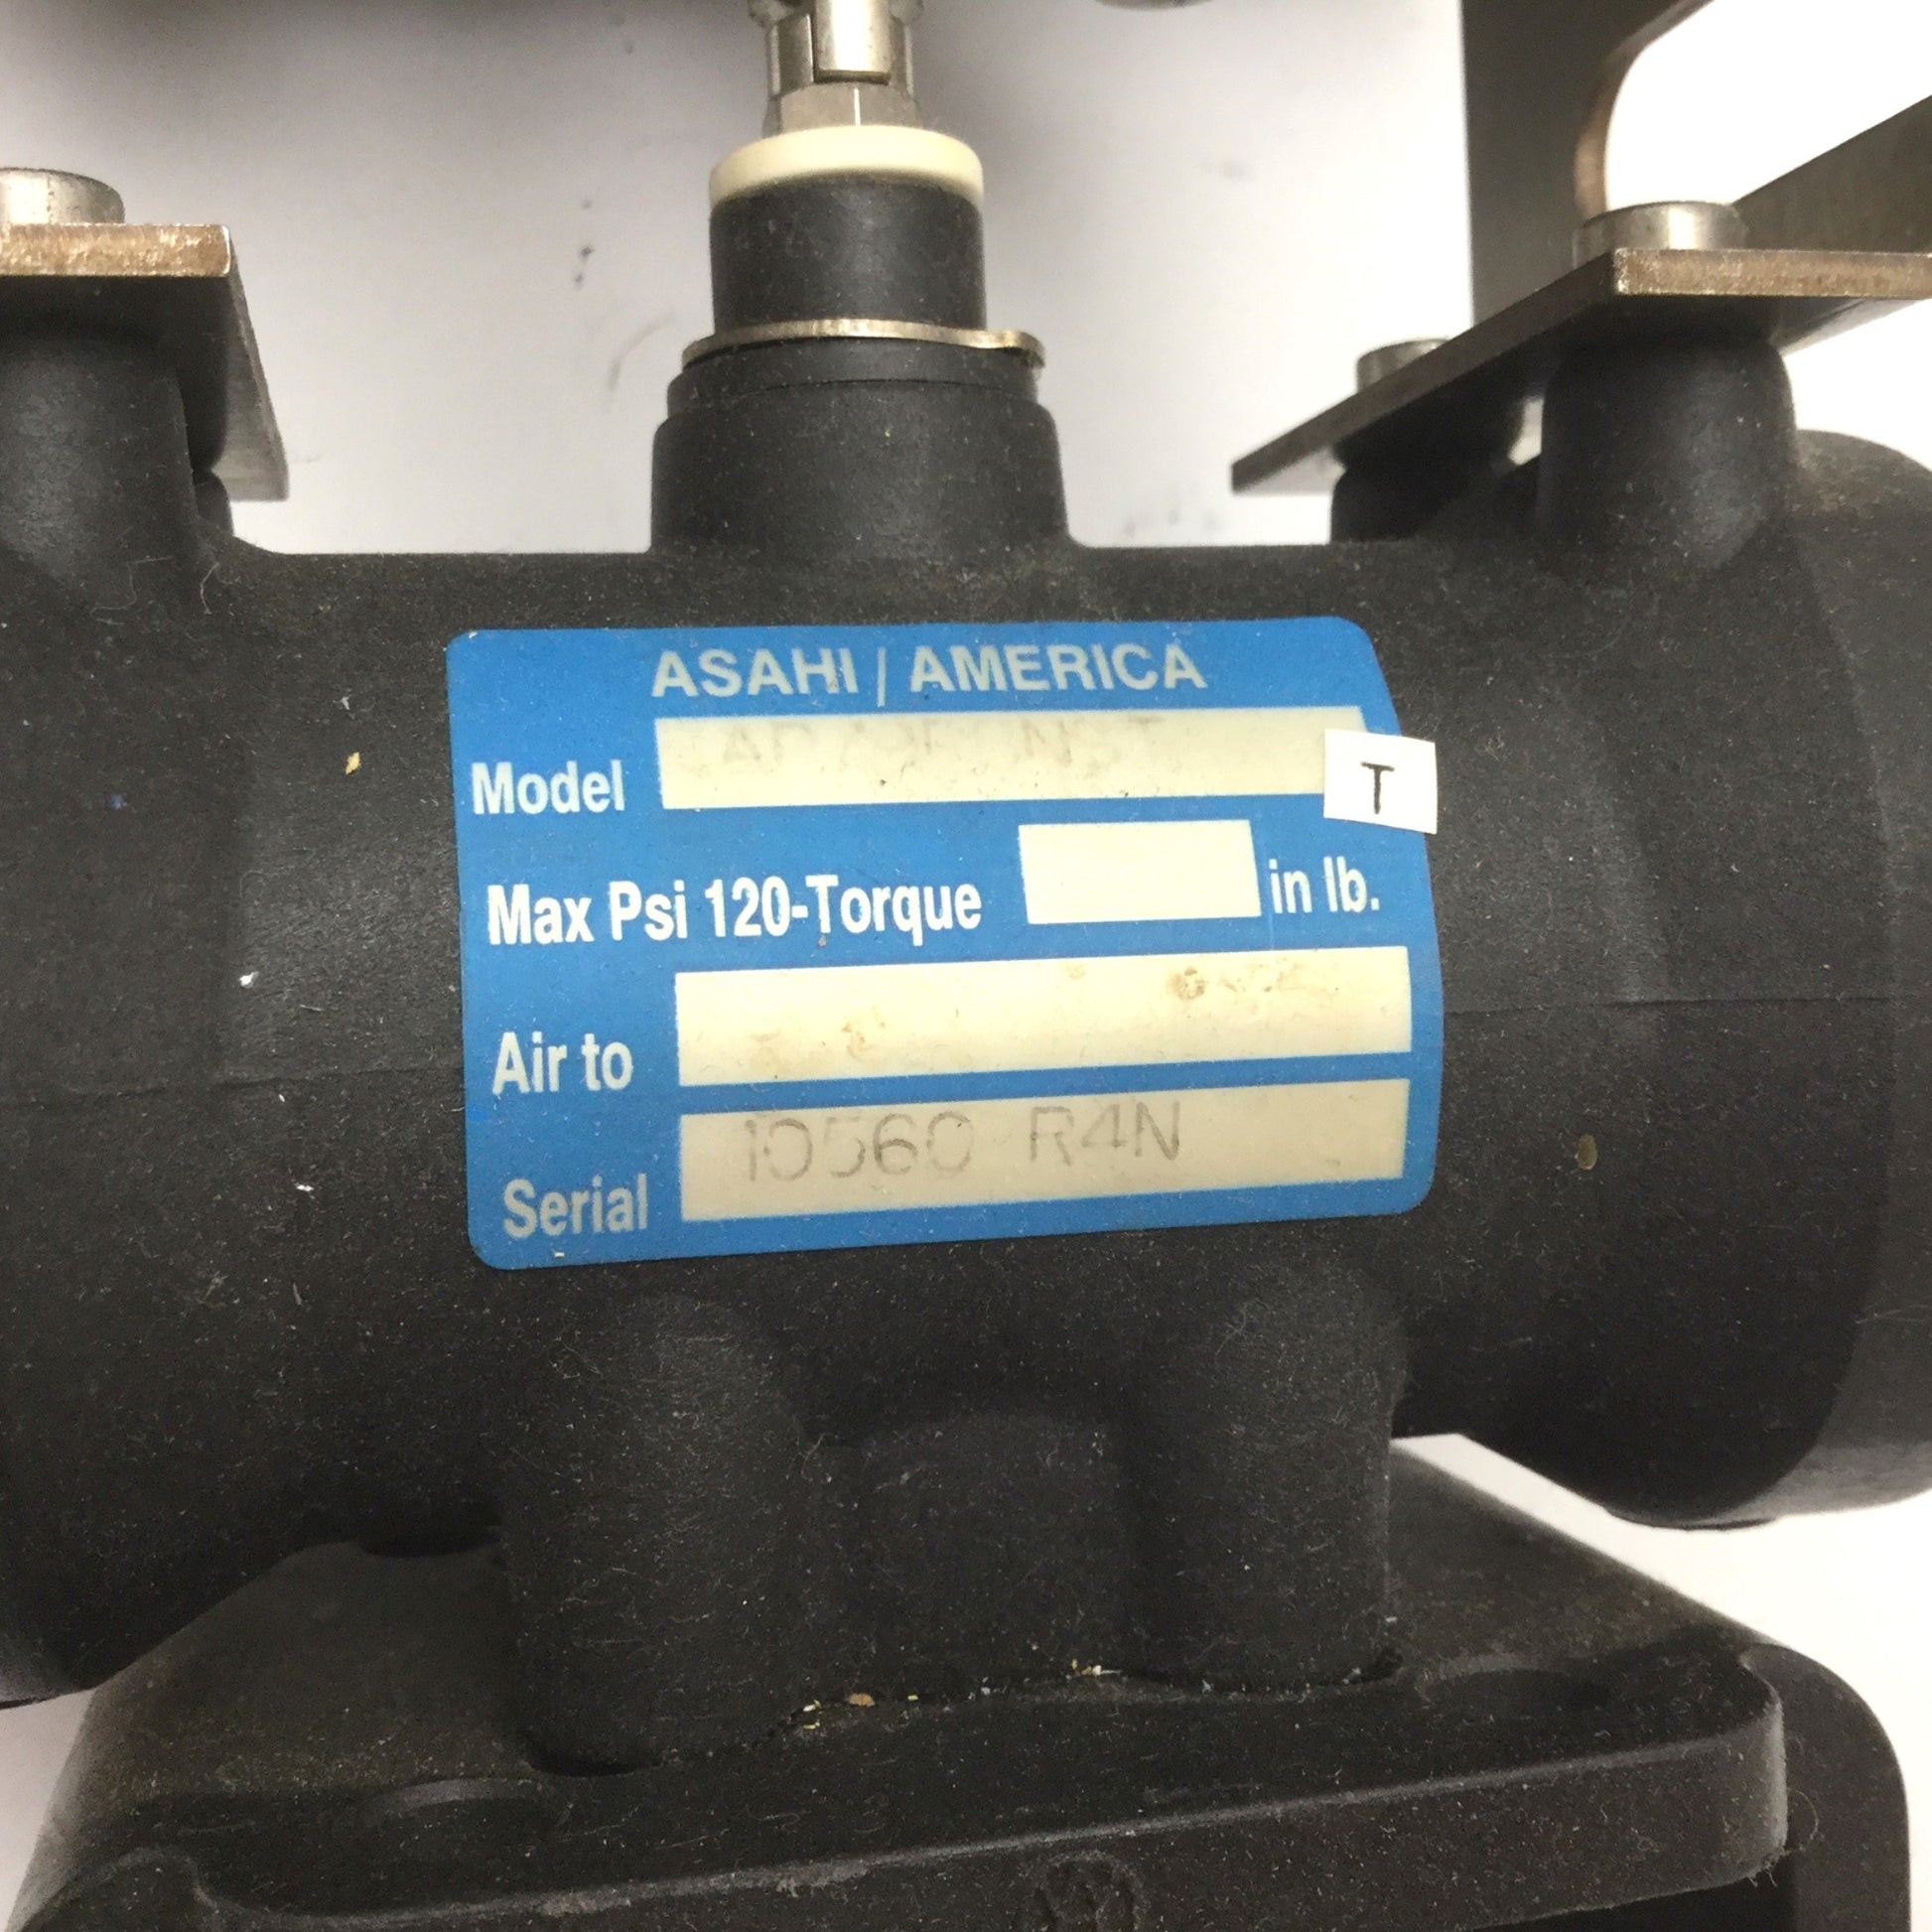 ASAHI / AMERICA
Model
T
Max Psi 120-Torque in lb.
Air to
Serial 10560 R4N